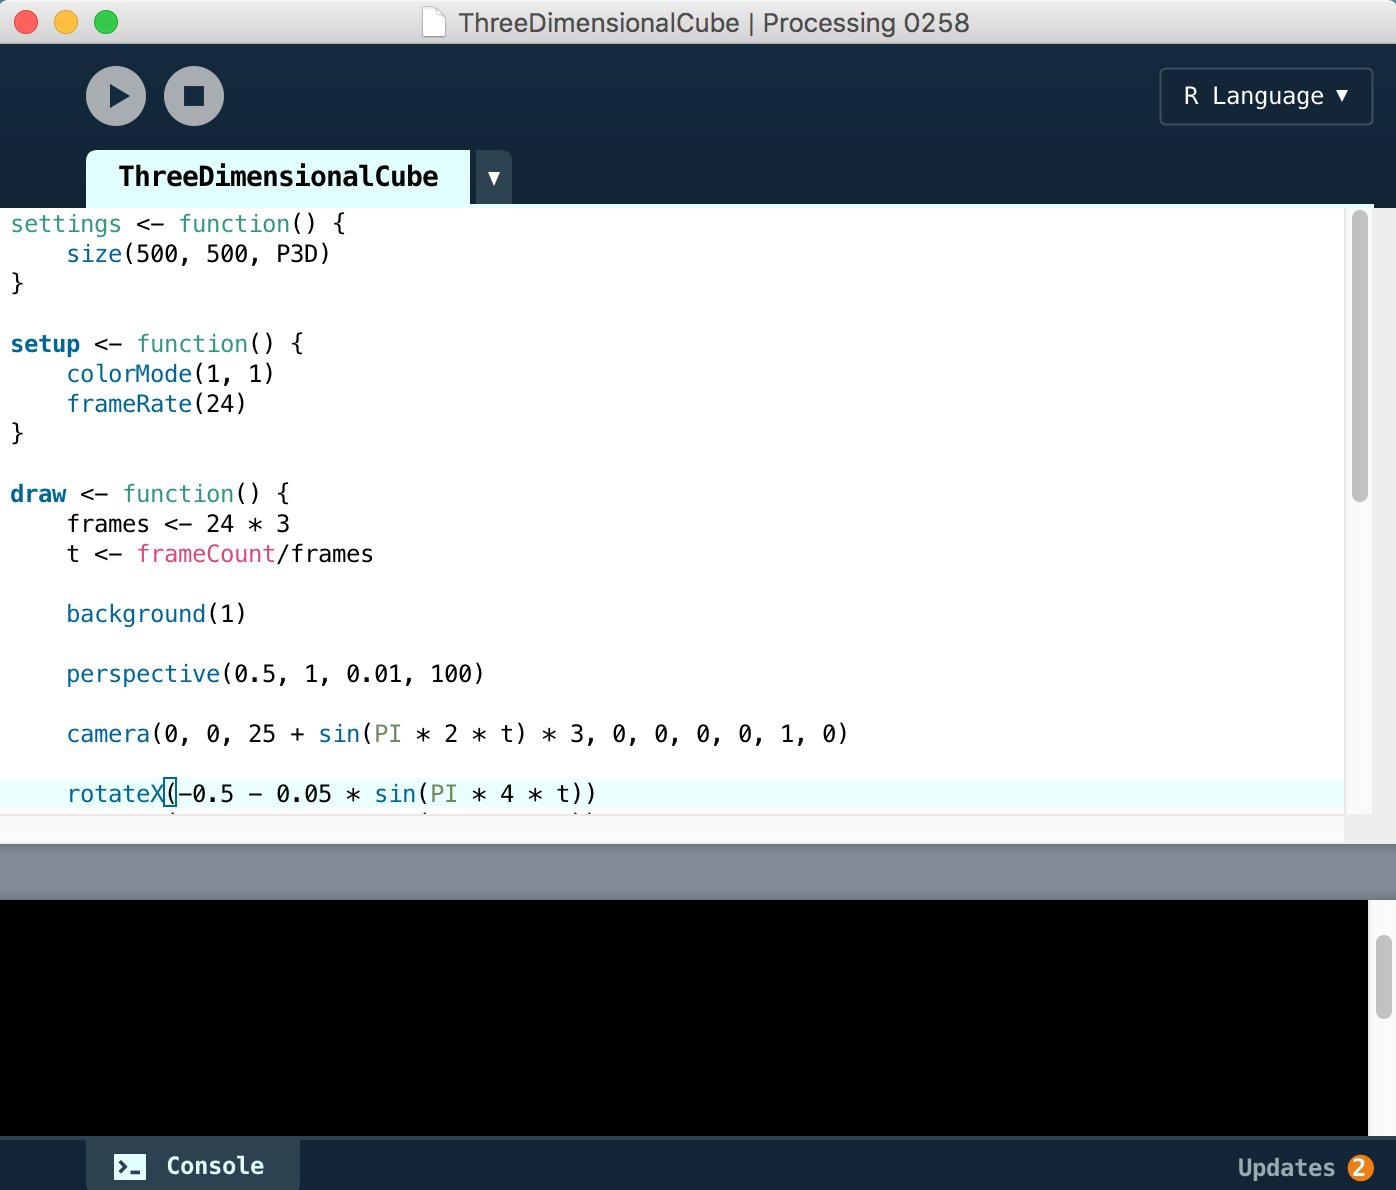 ThreeDimensionalCube | Processing 0258
R Language ▼
ThreeDimensionalCube ▼
settings <- function() {
    size(500, 500, P3D)
}
setup <- function() {
    colorMode(1, 1)
    frameRate(24)
}
draw <- function() {
    frames <- 24 * 3
    t <- frameCount/frames
    background(1)
    perspective(0.5, 1, 0.01, 100)
    camera(0, 0, 25 + sin(PI * 2 * t) * 3, 0, 0, 0, 0, 1, 0)
    rotateX(-0.5 - 0.05 * sin(PI * 4 * t))
Console
Updates 2